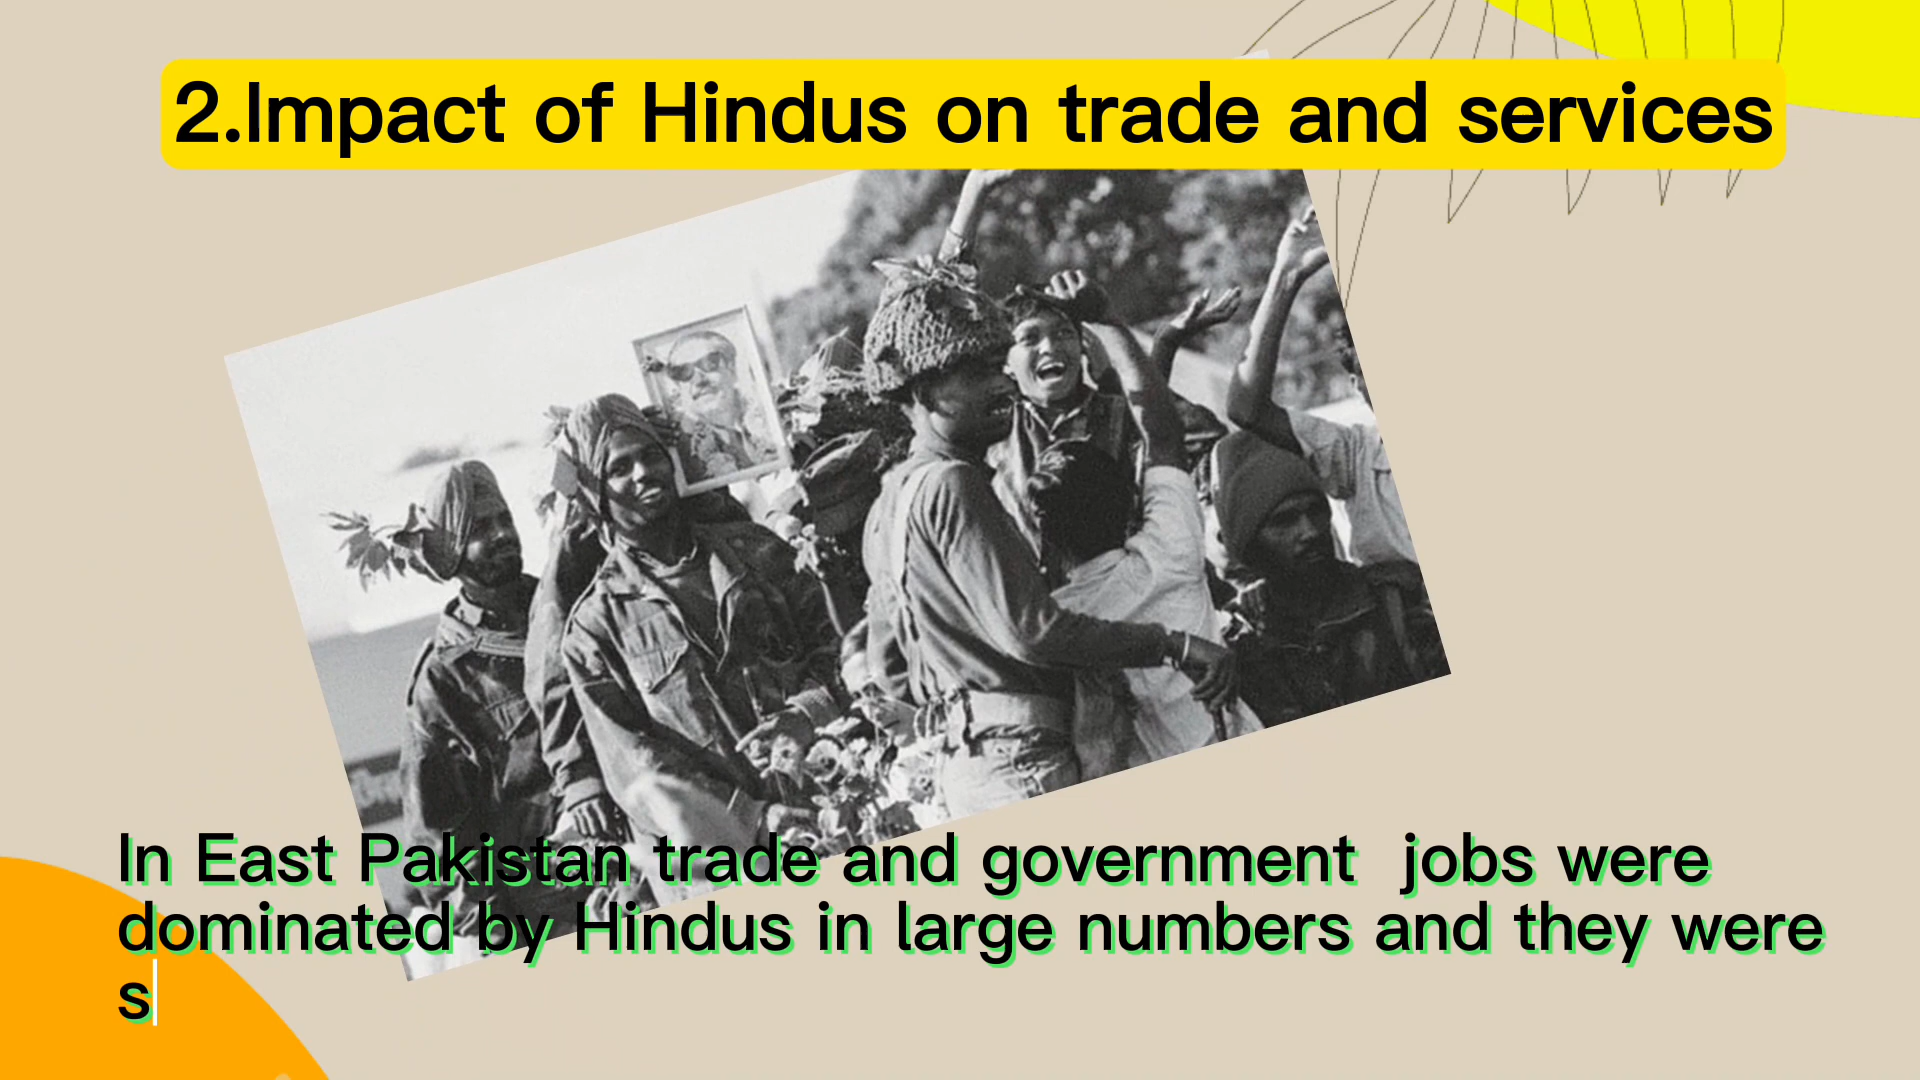 2.Impact of Hindus on trade and services
In East Pakistan trade and government  jobs were
dominated by Hindus in large numbers and they were
s